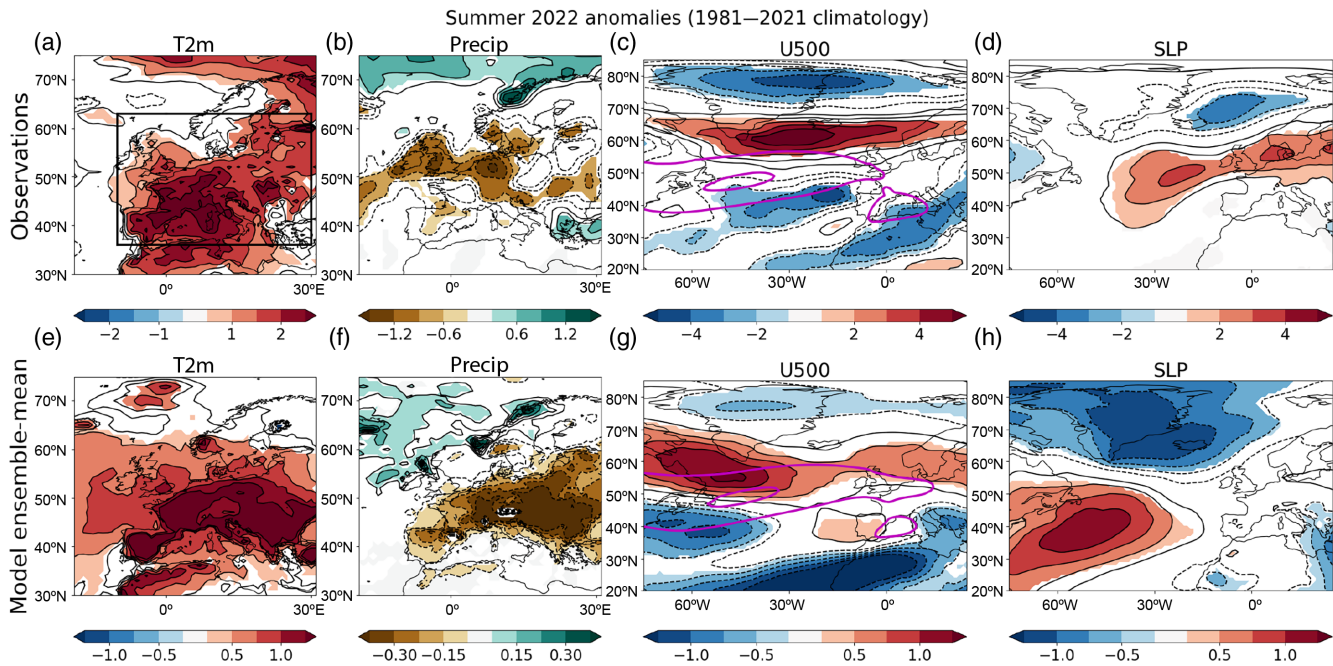 Summer 2022 anomalies (1981−2021 climatology)
(a) T2m (b) Precip (c) U500 (d) SLP
Observations
70°N 70°N 80°N 80°N
60°N 60°N 70°N 70°N
50°N 50°N 60°N 60°N
40°N 40°N 50°N 50°N
30°N 30°N 40°N 40°N
30°N 30°N
20°N 20°N
0° 30°E 0° 30°E 60°W 30°W 0° 60°W 30°W 0°
−2 −1 1 2 −1.2 −0.6 0.6 1.2 −4 −2 2 4 −4 −2 2 4
(e) T2m (f) Precip (g) U500 (h) SLP
Model ensemble-mean
70°N 70°N 80°N 80°N
60°N 60°N 70°N 70°N
50°N 50°N 60°N 60°N
40°N 40°N 50°N 50°N
30°N 30°N 40°N 40°N
30°N 30°N
20°N 20°N
0° 30°E 0° 30°E 60°W 30°W 0° 60°W 30°W 0°
−1.0 −0.5 0.5 1.0 −0.30 −0.15 0.15 0.30 −1.0 −0.5 0.5 1.0 −1.0 −0.5 0.5 1.0